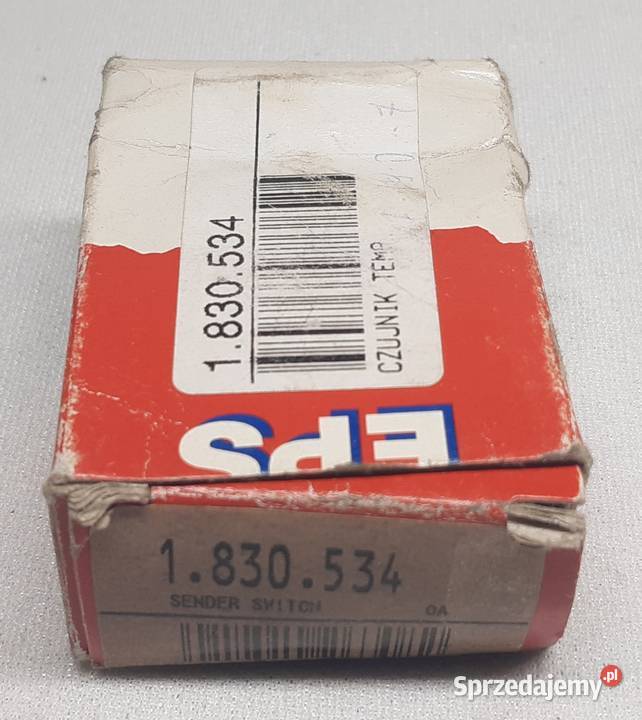 1.830.534
CZUJNIK TEMP
EPS
1.830.534
SENDER SWITCH
OA
Sprzedajemy.pl